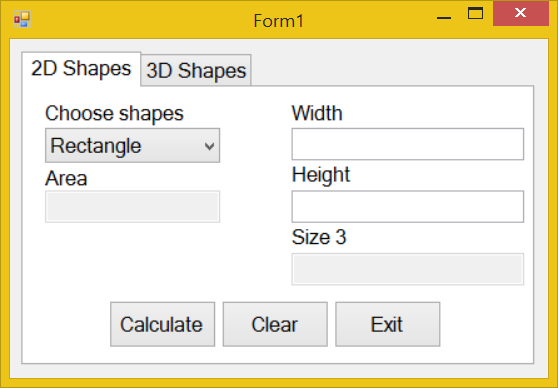 Form1
2D Shapes 3D Shapes
Choose shapes
Rectangle
Area
Width
Height
Size 3
Calculate Clear Exit